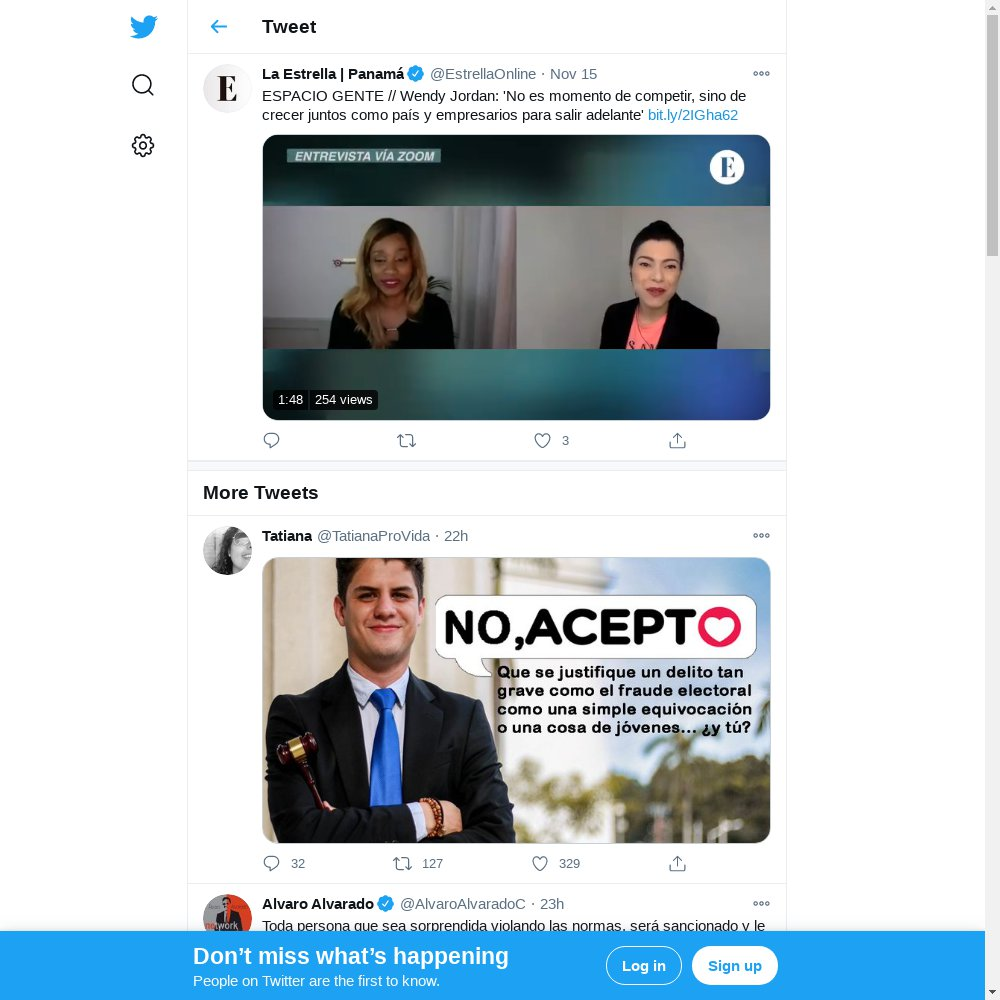 Tweet
La Estrella | Panamá @EstrellaOnline · Nov 15
ESPACIO GENTE // Wendy Jordan: 'No es momento de competir, sino de
crecer juntos como país y empresarios para salir adelante' bit.ly/2IGha62
ENTREVISTA VÍA ZOOM
E
E
1:48 254 views
3
More Tweets
Tatiana @TatianaProVida · 22h
NO,ACEPTO
Que se justifique un delito tan
grave como el fraude electoral
como una simple equivocación
o una cosa de jóvenes... ¿y tú?
32 127 329
Alvaro Alvarado @AlvaroAlvaradoC · 23h
Toda persona que sea sorprendida violando las normas, será sancionado y le
Don't miss what's happening
People on Twitter are the first to know.
Log in
Sign up